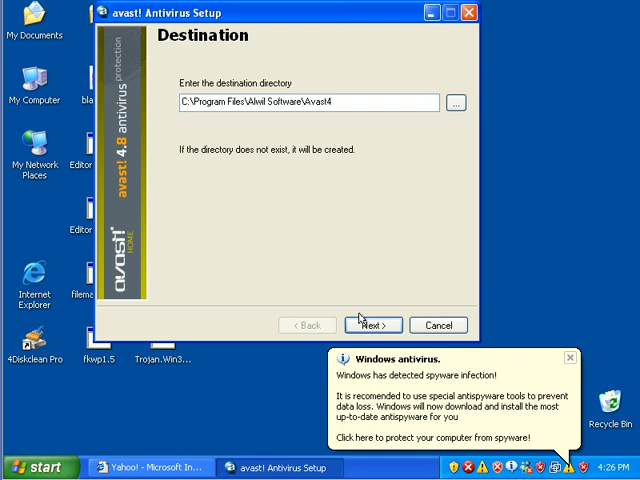 My Documents
My Computer
bla
My Network
Places
Editor
Editor
Internet
Explorer
filema
4Diskclean Pro
fkwp1.5
Trojan.Win3...
avast! Antivirus Setup
Destination
Enter the destination directory
C:\Program Files\Alwil Software\Avast4
...
If the directory does not exist, it will be created.
avast! 4.8 antivirus protection
avast!
HOME
< Back
Next >
Cancel
Windows antivirus.
Windows has detected spyware infection!
It is recomended to use special antispyware tools to prevent
data loss. Windows will now download and install the most
up-to-date antispyware for you
Click here to protect your computer from spyware!
Recycle Bin
start
Yahoo! - Microsoft In...
avast! Antivirus Setup
4:26 PM